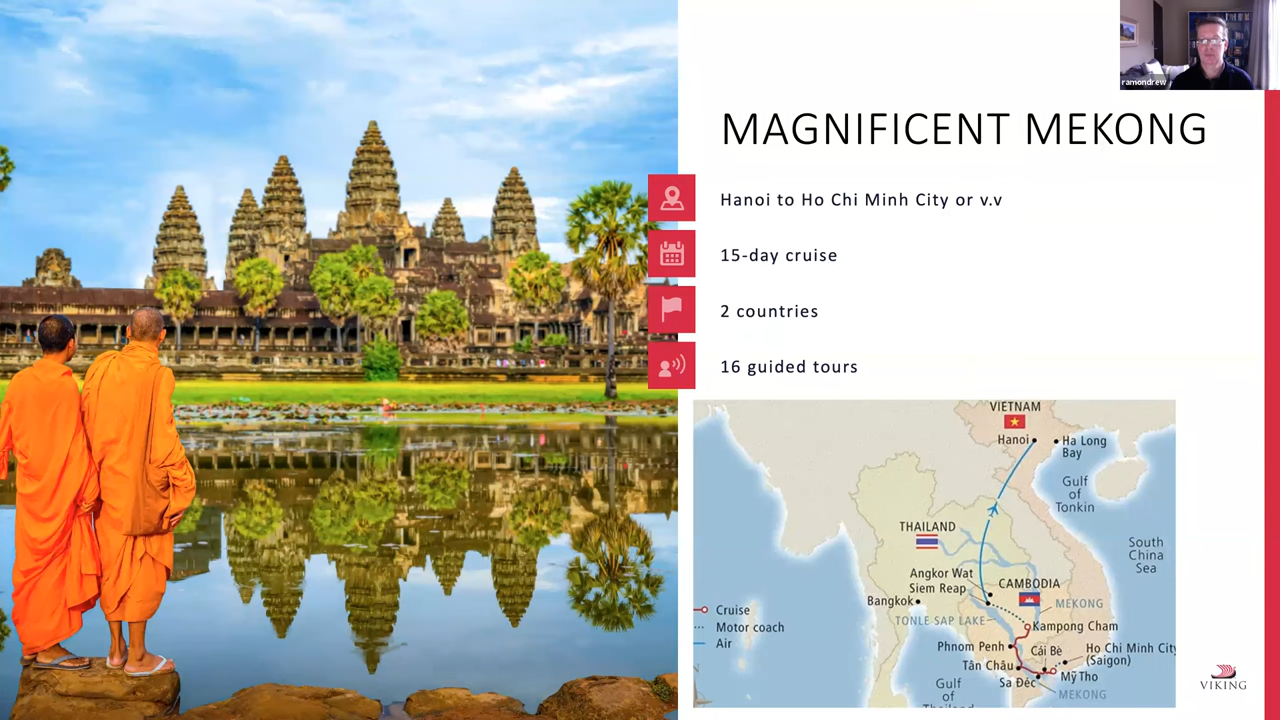 ramondrew
MAGNIFICENT MEKONG
Hanoi to Ho Chi Minh City or v.v
15-day cruise
2 countries
16 guided tours
VIETNAM
Hanoi
Ha Long
Bay
Gulf
of
Tonkin
THAILAND
South
China
Sea
Angkor Wat
Siem Reap
CAMBODIA
Bangkok
MEKONG
Cruise
TONLE SAP LAKE
Kampong Cham
Motor coach
Air
Phnom Penh
Cái Bè
Ho Chi Minh City
(Saigon)
Tân Châu
Sa Đéc
Mỹ Tho
MEKONG
Gulf
of
Thailand
VIKING